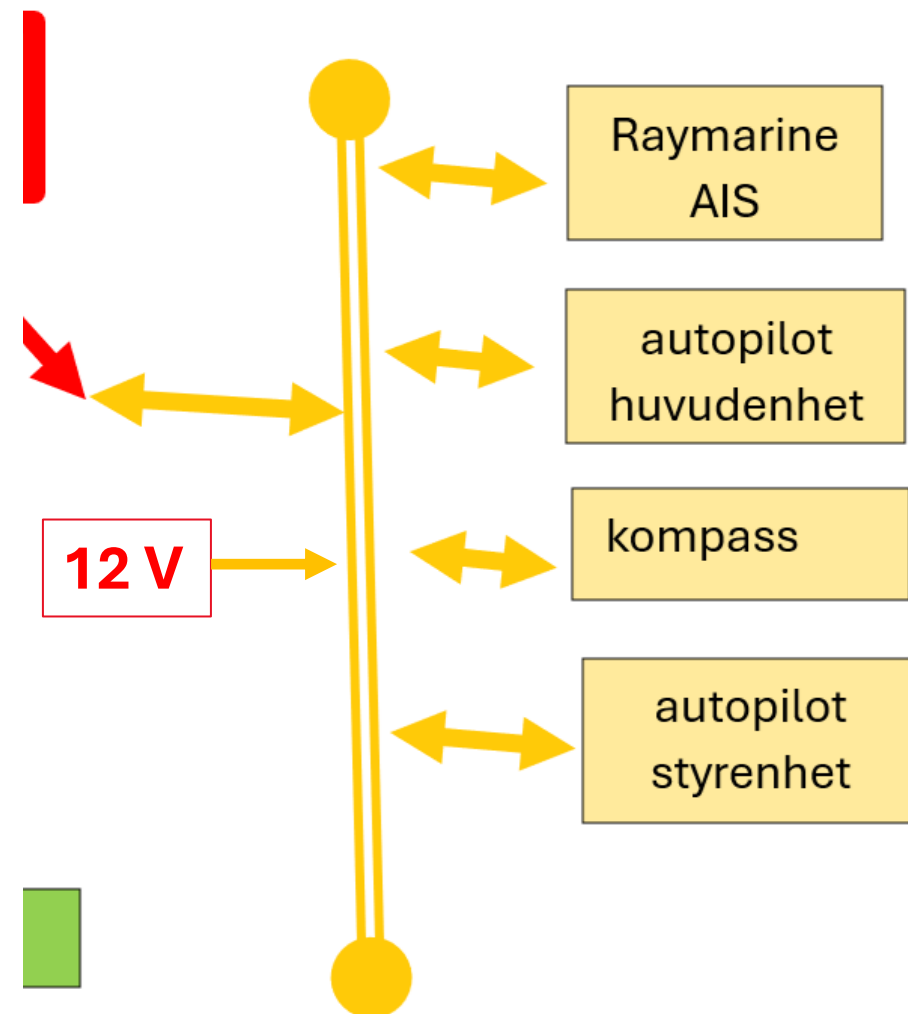 Raymarine
AIS
autopilot
huvudenhet
12 V
kompass
autopilot
styrenhet